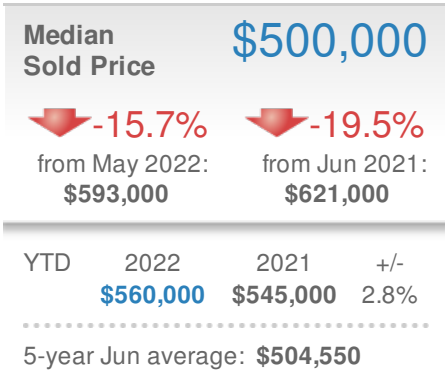 Median $500,000
Sold Price
-15.7% -19.5%
from May 2022: from Jun 2021:
$593,000 $621,000
YTD 2022 2021 +/-
$560,000 $545,000 2.8%
5-year Jun average: $504,550